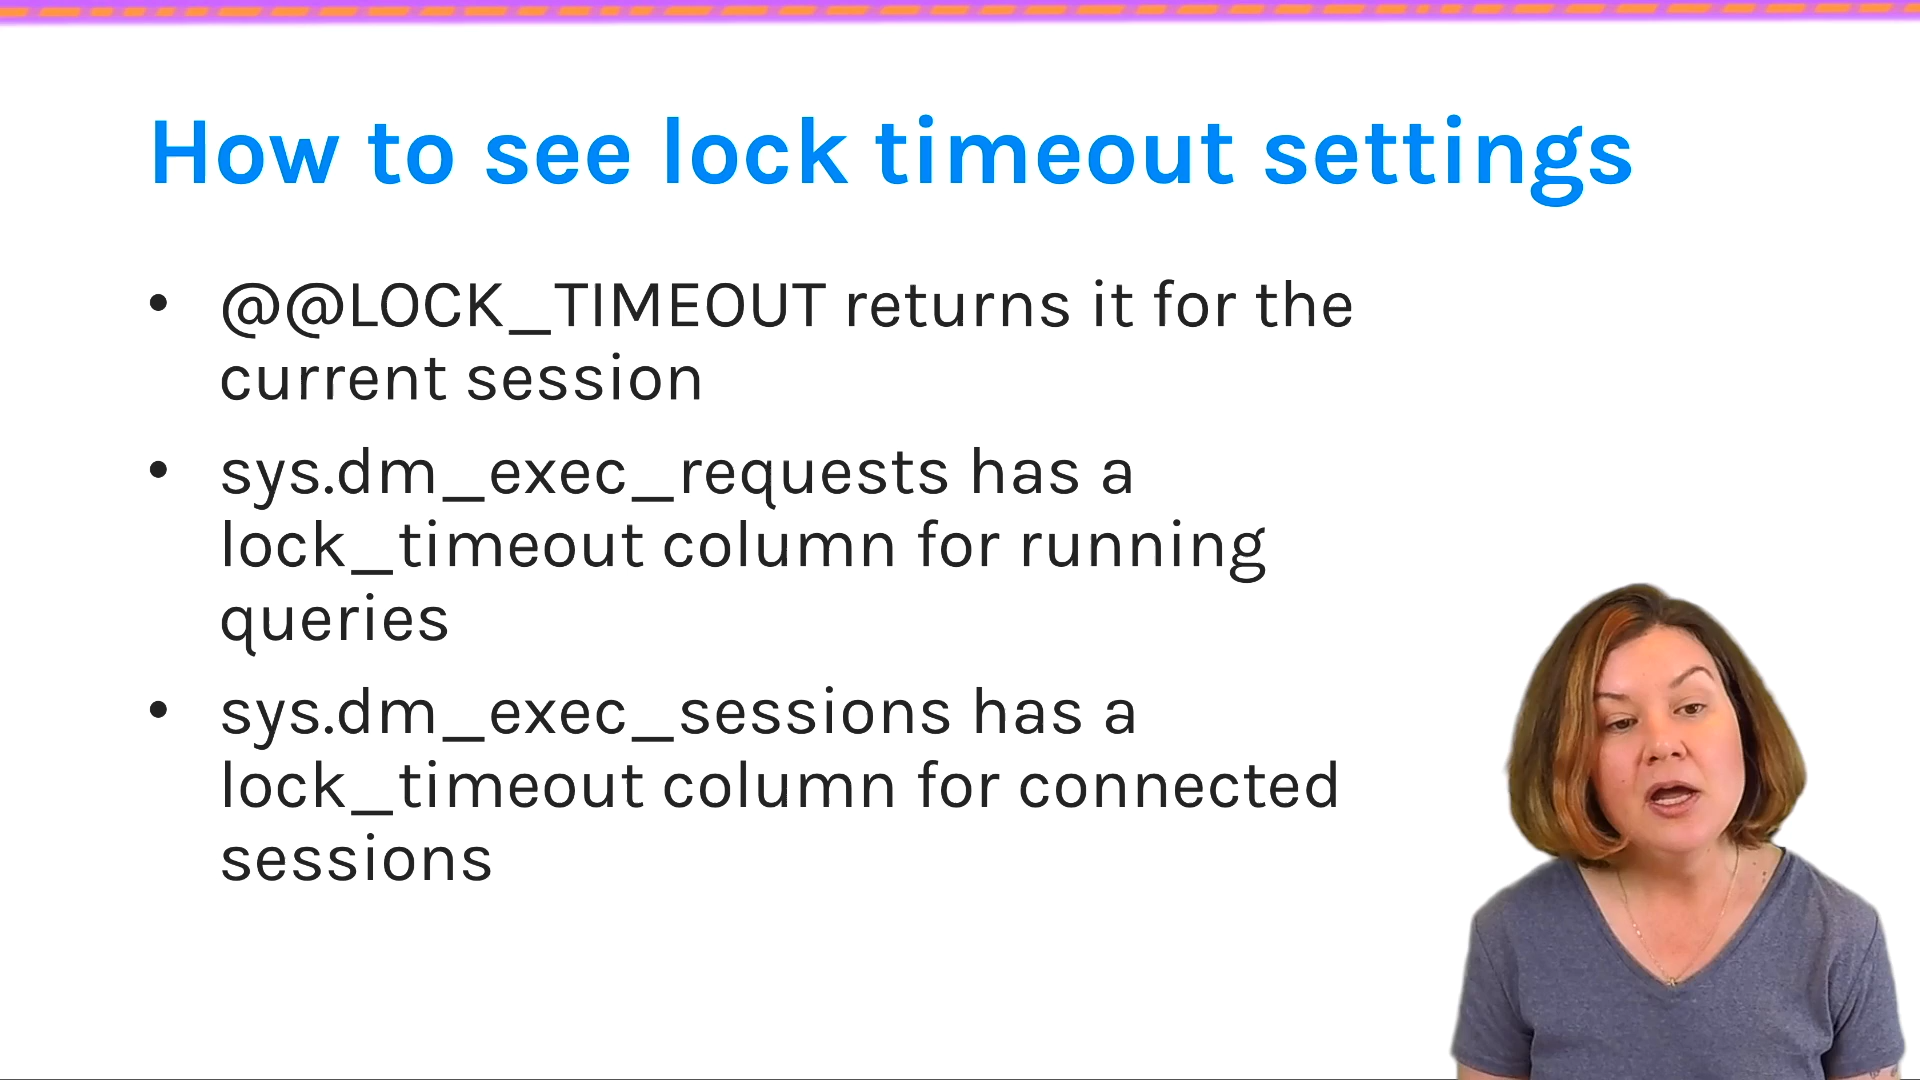 How to see lock timeout settings
• @@LOCK_TIMEOUT returns it for the
current session
• sys.dm_exec_requests has a
lock_timeout column for running
queries
• sys.dm_exec_sessions has a
lock_timeout column for connected
sessions